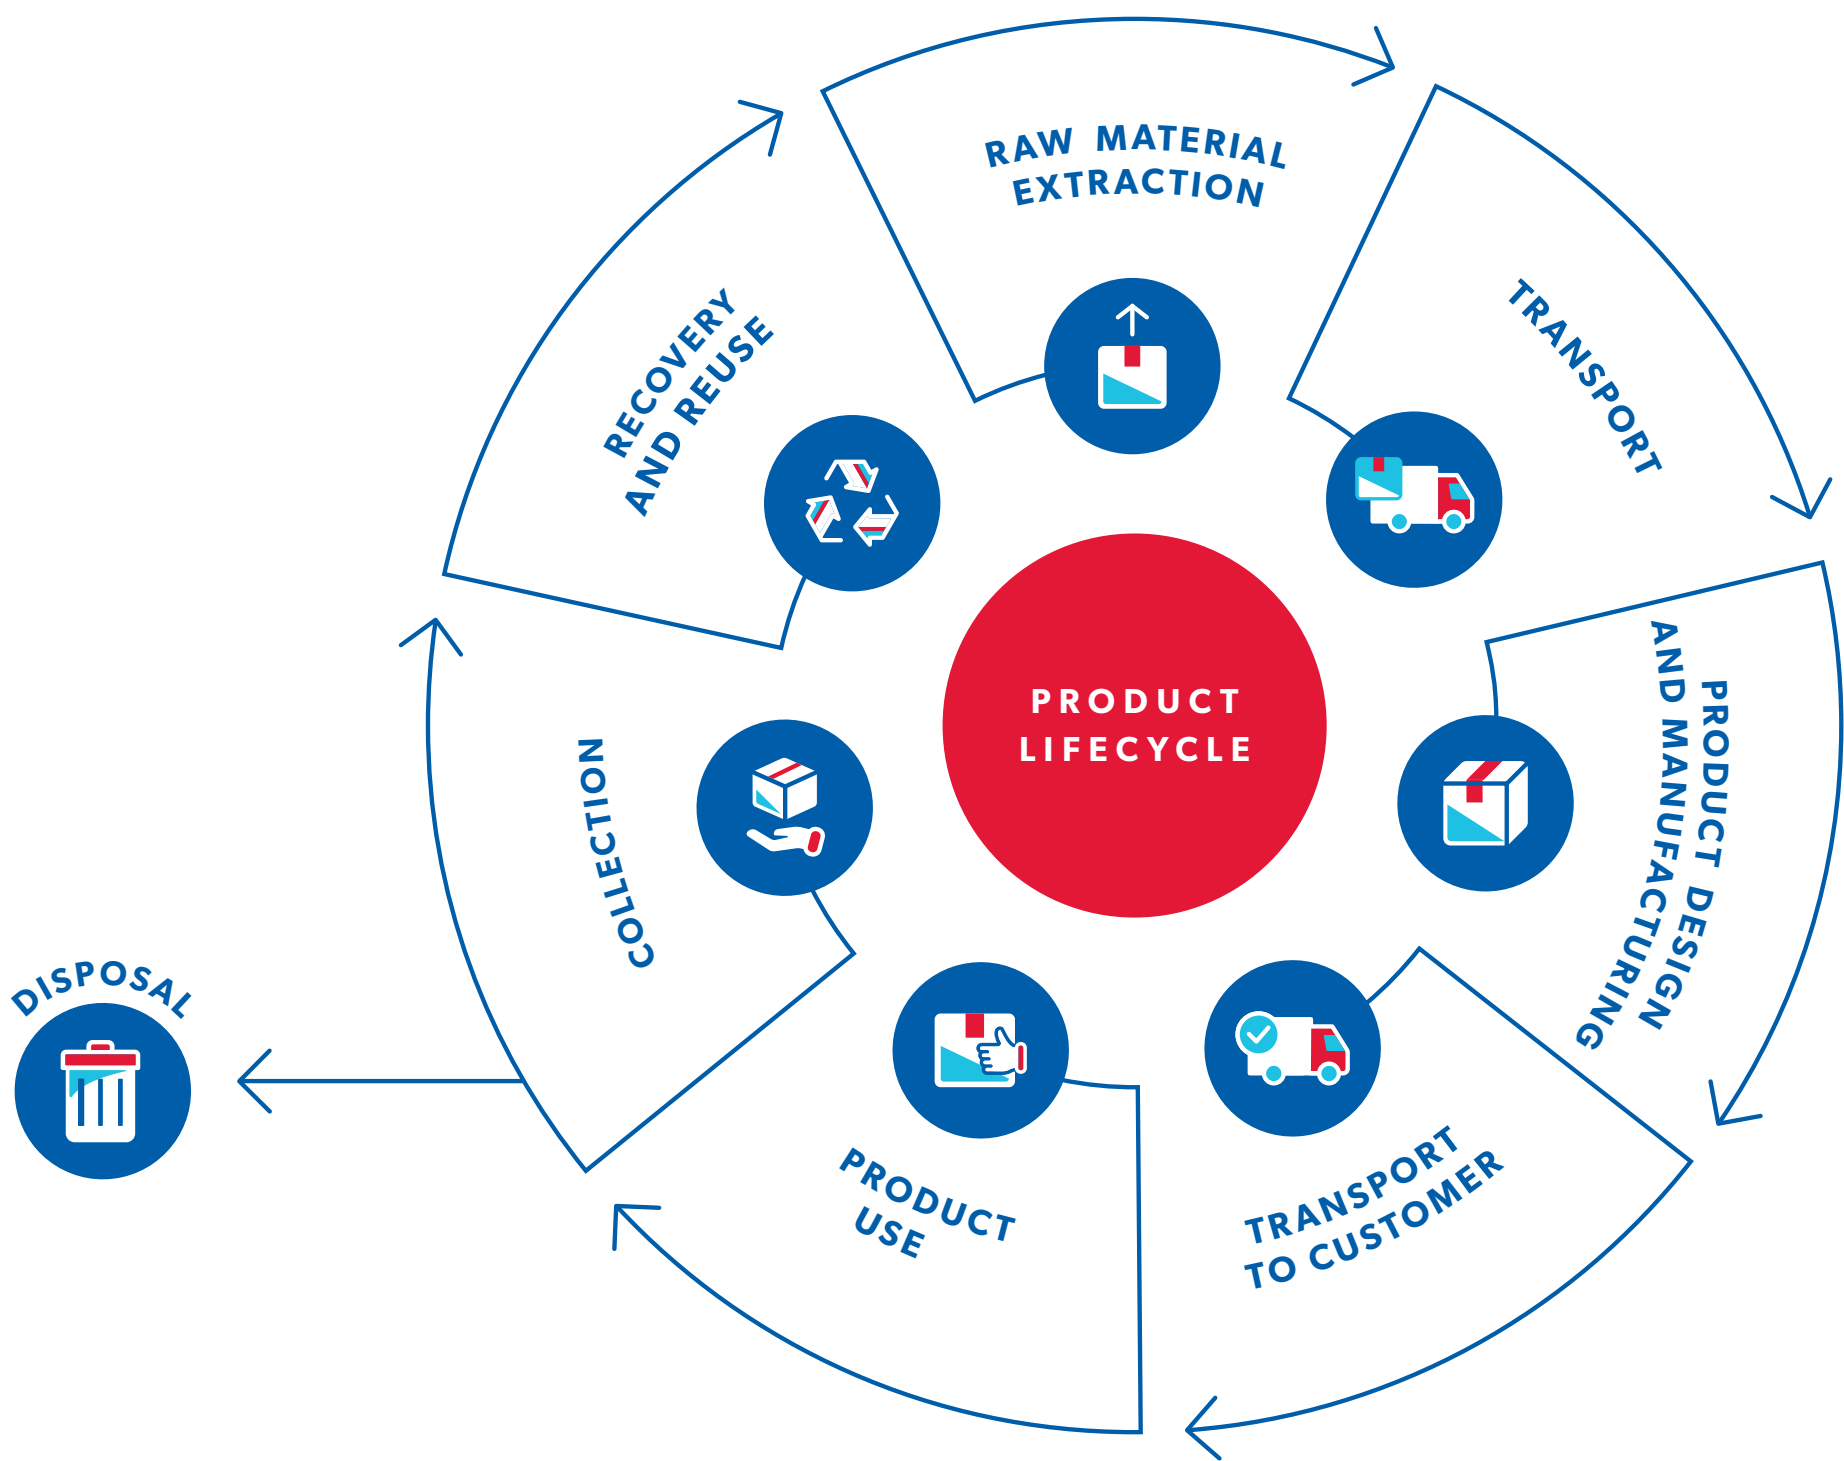 RAW MATERIAL
EXTRACTION
TRANSPORT
PRODUCT DESIGN
AND MANUFACTURING
TRANSPORT
TO CUSTOMER
PRODUCT
USE
COLLECTION
RECOVERY
AND REUSE
PRODUCT
LIFECYCLE
DISPOSAL